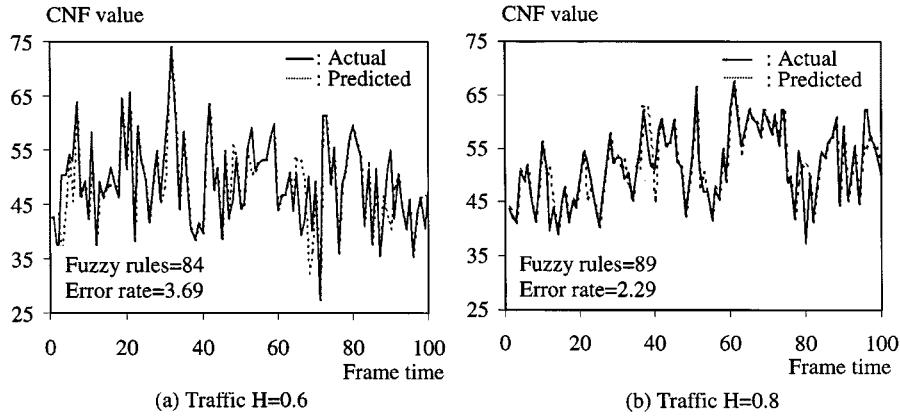 CNF value
75
65
55
45
35
25
: Actual
: Predicted
Fuzzy rules=84
Error rate=3.69
0 20 40 60 80 100
Frame time
(a) Traffic H=0.6
CNF value
75
65
55
45
35
25
: Actual
: Predicted
Fuzzy rules=89
Error rate=2.29
0 20 40 60 80 100
Frame time
(b) Traffic H=0.8